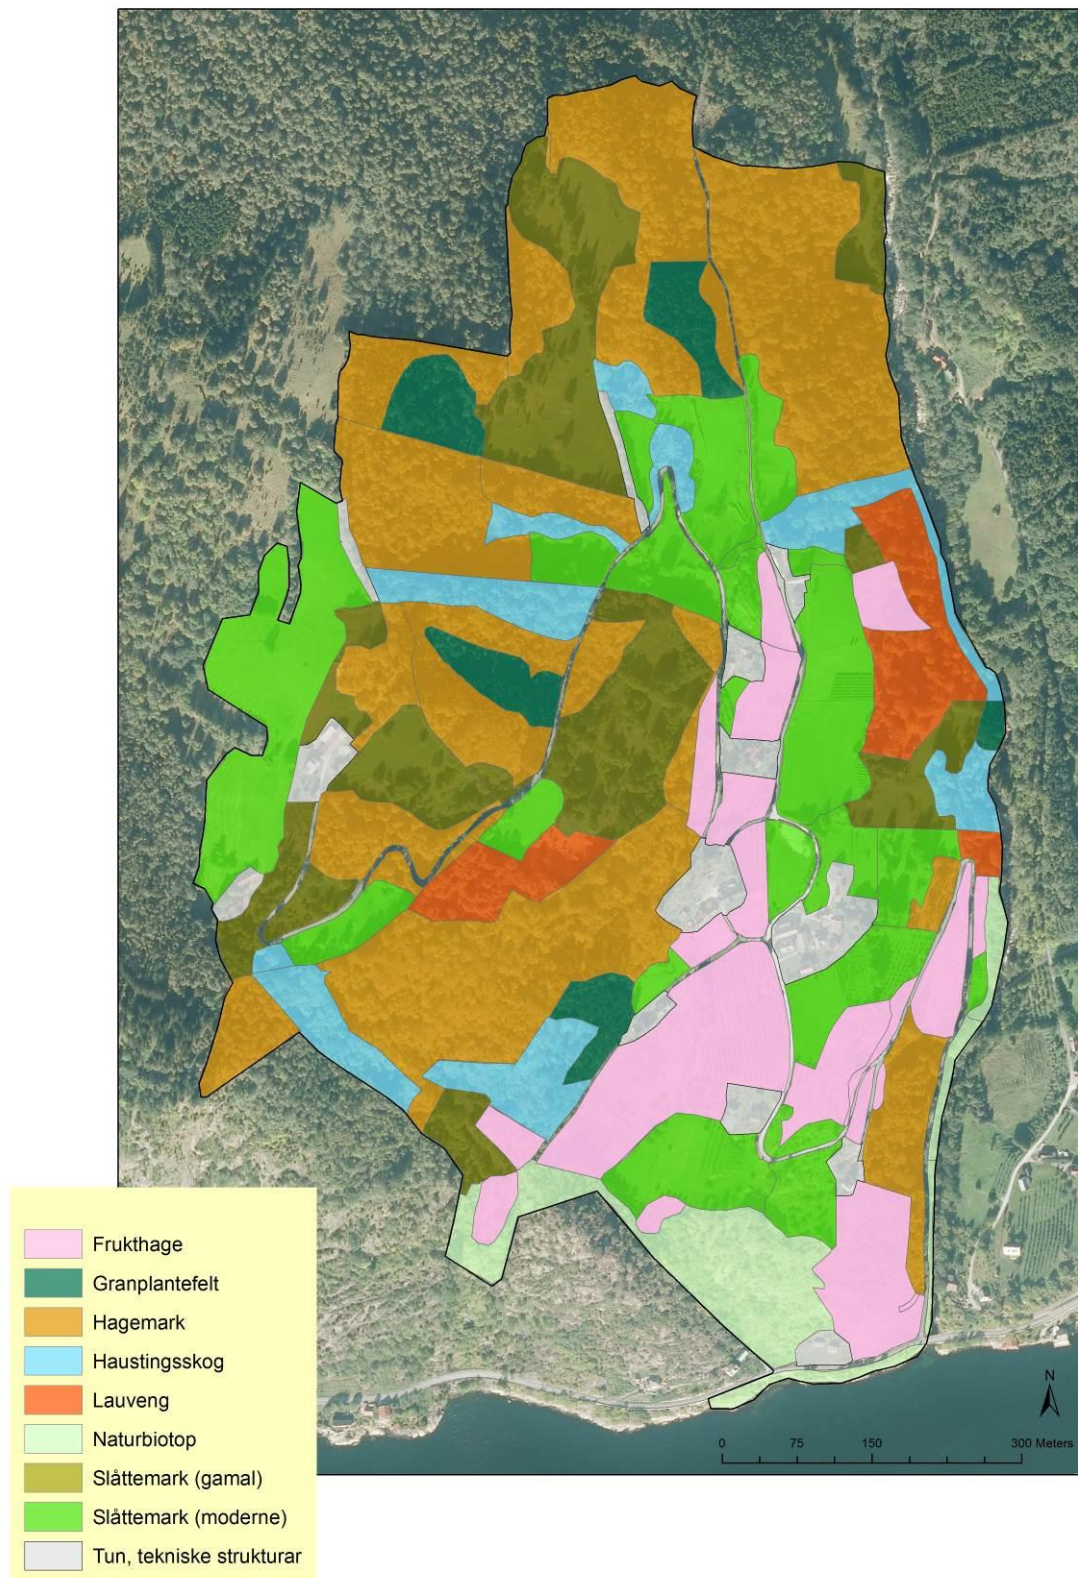 N
0 75 150 300 Meters
Frukthage
Granplantefelt
Hagemark
Haustingsskog
Lauveng
Naturbiotop
Slåttemark (gamal)
Slåttemark (moderne)
Tun, tekniske strukturar